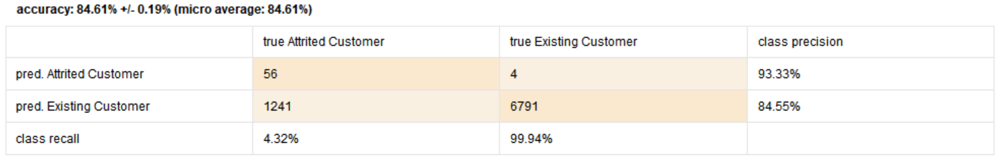 accuracy: 84.61% +/- 0.19% (micro average: 84.61%)
true Attrited Customer true Existing Customer class precision
pred. Attrited Customer 56 4 93.33%
pred. Existing Customer 1241 6791 84.55%
class recall 4.32% 99.94%